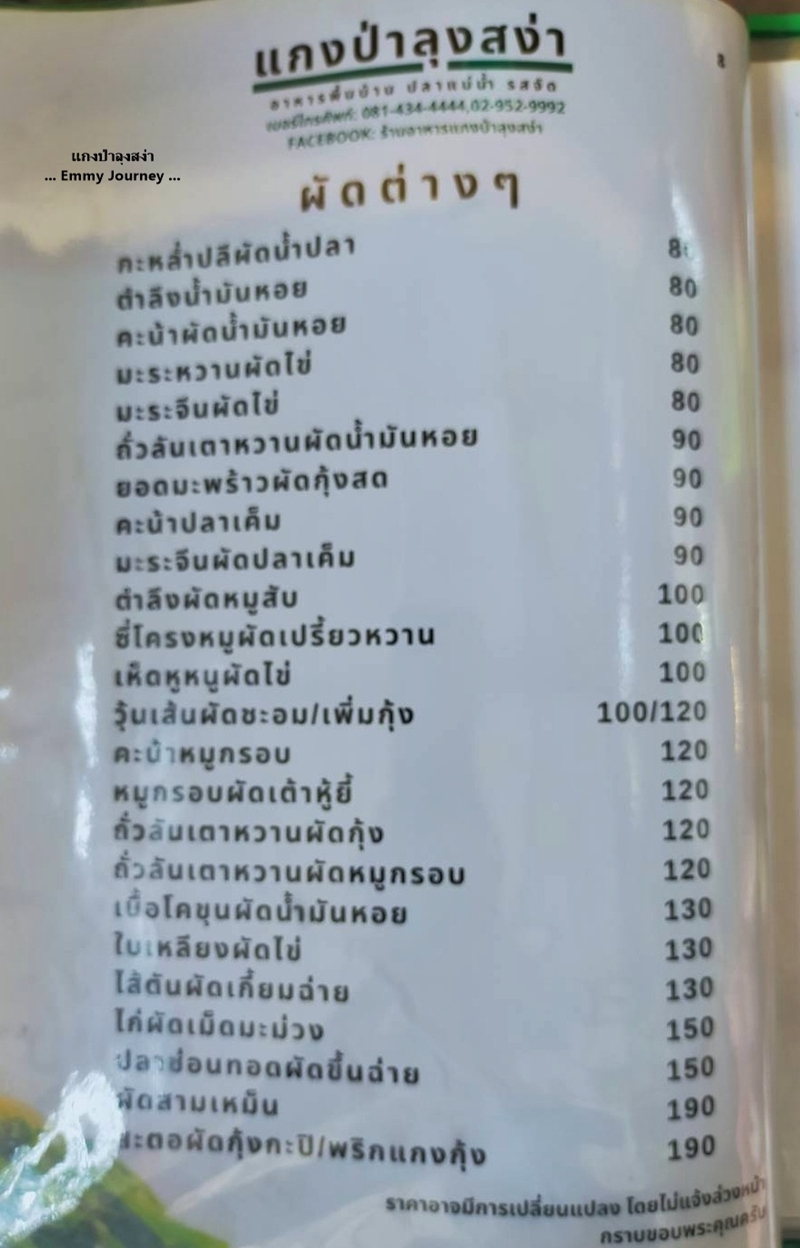 แกงป่าลุงสง่า
8
อาหารพื้นบ้าน ปลาแม่น้ำ รสจัด
เบอร์โทรศัพท์: 081-434-4444,02-952-9992
FACEBOOK: ร้านอาหารแกงป่าลุงสง่า
แกงป่าลุงสง่า
... Emmy Journey ...
ผัดต่างๆ
กะหล่ำปลีผัดน้ำปลา 80
ตำลึงน้ำมันหอย 80
คะน้าผัดน้ำมันหอย 80
มะระหวานผัดไข่ 80
มะระจีนผัดไข่ 80
ถั่วลันเตาหวานผัดน้ำมันหอย 90
ยอดมะพร้าวผัดกุ้งสด 90
คะน้าปลาเค็ม 90
มะระจีนผัดปลาเค็ม 90
ตำลึงผัดหมูสับ 100
ซี่โครงหมูผัดเปรี้ยวหวาน 100
เห็ดหูหนูผัดไข่ 100
วุ้นเส้นผัดชะอม/เพิ่มกุ้ง 100/120
คะน้าหมูกรอบ 120
หมูกรอบผัดเต้าหู้ยี้ 120
ถั่วลันเตาหวานผัดกุ้ง 120
ถั่วลันเตาหวานผัดหมูกรอบ 120
เนื้อโคขุนผัดน้ำมันหอย 130
ใบเหลียงผัดไข่ 130
ไส้ตันผัดเกี้ยมฉ่าย 130
ไก่ผัดเม็ดมะม่วง 150
ปลาช่อนทอดผัดขึ้นฉ่าย 150
ผัดสามเหม็น 190
สะตอผัดกุ้งกะปิ/พริกแกงกุ้ง 190
ราคาอาจมีการเปลี่ยนแปลง โดยไม่แจ้งล่วงหน้า
กราบขอบพระคุณครับ